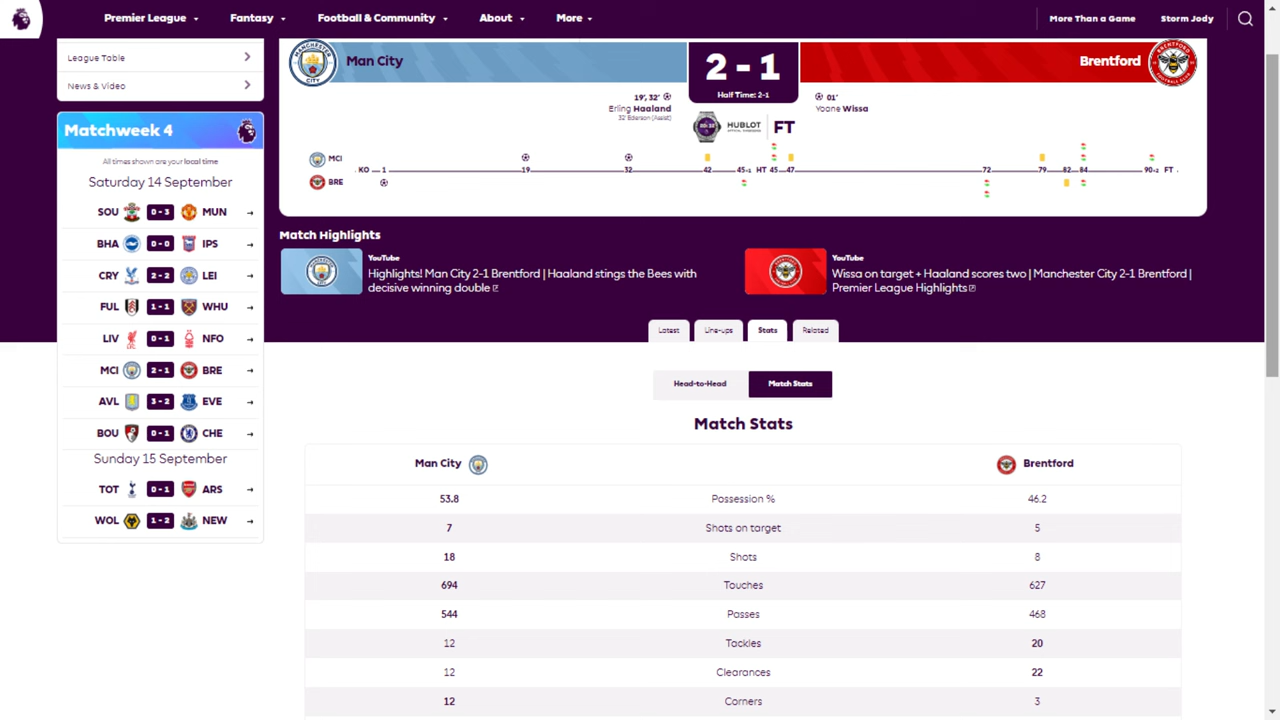 Premier League
Fantasy
Football & Community
About
More
More Than a Game
Storm Jody
League Table
News & Video
Matchweek 4
All times shown are your local time
Saturday 14 September
SOU 0 - 3 MUN
BHA 0 - 0 IPS
CRY 2 - 2 LEI
FUL 1 - 1 WHU
LIV 0 - 1 NFO
MCI 2 - 1 BRE
AVL 3 - 2 EVE
BOU 0 - 1 CHE
Sunday 15 September
TOT 0 - 1 ARS
WOL 1 - 2 NEW
Man City
2 - 1
Half Time: 2-1
Brentford
19', 32'
Erling Haaland
32' Ederson (Assist)
01'
Yoane Wissa
HUBLOT
FT
MCI
BRE
KO 1 19 32 42 45+1 HT 45 47 72 79 82 84 90+2 FT
Match Highlights
YouTube
Highlights! Man City 2-1 Brentford | Haaland stings the Bees with
decisive winning double
YouTube
Wissa on target + Haaland scores two | Manchester City 2-1 Brentford |
Premier League Highlights
Latest
Line-ups
Stats
Related
Head-to-Head
Match Stats
Match Stats
Man City Brentford
53.8 Possession % 46.2
7 Shots on target 5
18 Shots 8
694 Touches 627
544 Passes 468
12 Tackles 20
12 Clearances 22
12 Corners 3